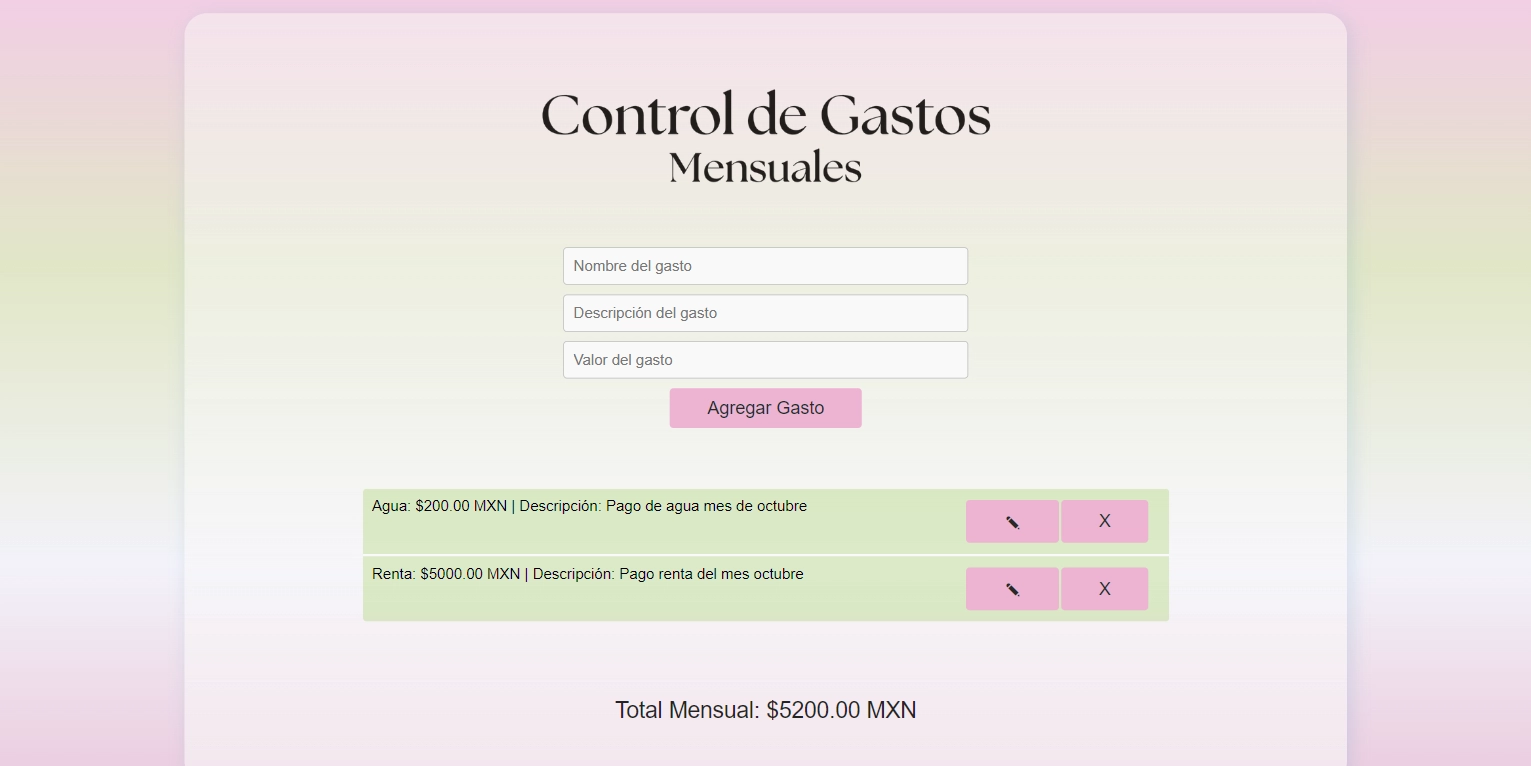 Control de Gastos
Mensuales
Nombre del gasto
Descripción del gasto
Valor del gasto
Agregar Gasto
Agua: $200.00 MXN | Descripción: Pago de agua mes de octubre
X
Renta: $5000.00 MXN | Descripción: Pago renta del mes octubre
X
Total Mensual: $5200.00 MXN